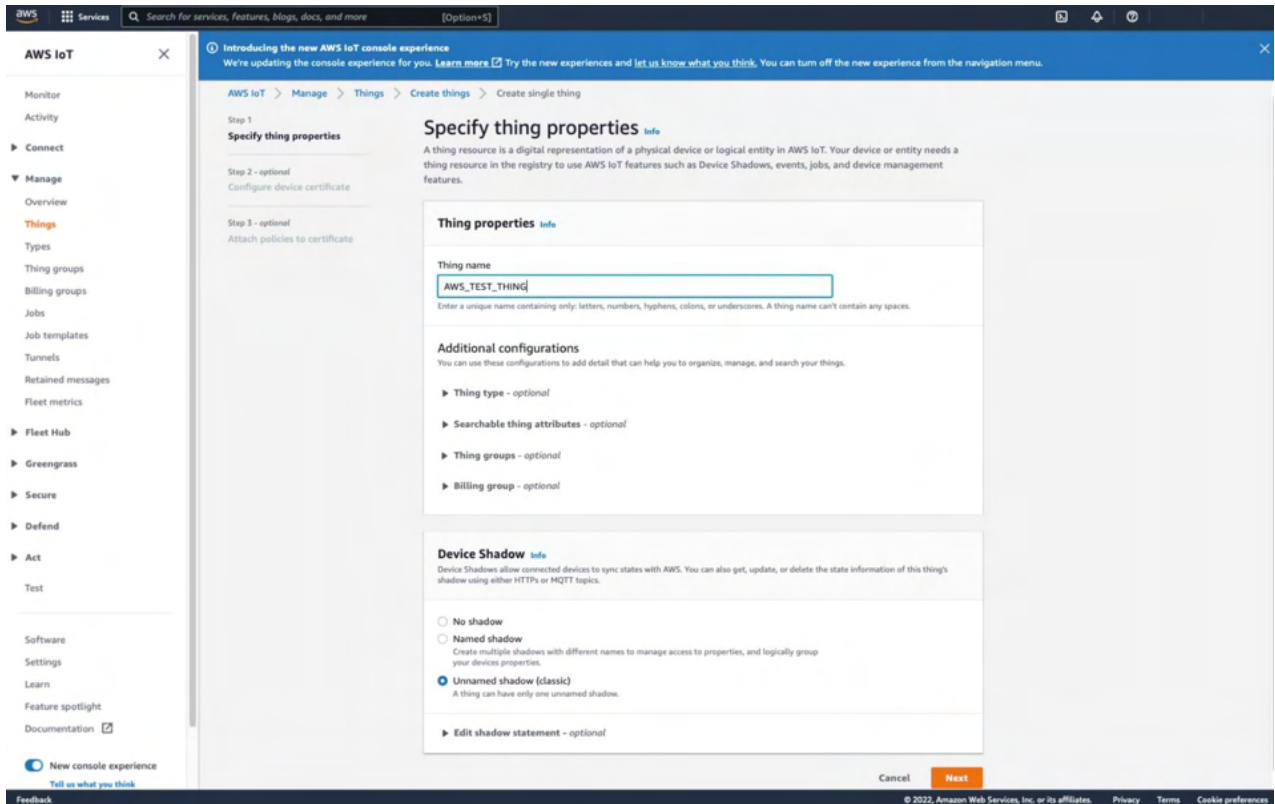 aws
Services
Search for services, features, blogs, docs, and more
[Option+S]
AWS IoT
Monitor
Activity
Connect
Manage
Overview
Things
Types
Thing groups
Billing groups
Jobs
Job templates
Tunnels
Retained messages
Fleet metrics
Fleet Hub
Greengrass
Secure
Defend
Act
Test
Software
Settings
Learn
Feature spotlight
Documentation
New console experience
Tell us what you think
Introducing the new AWS IoT console experience
We're updating the console experience for you. Learn more Try the new experiences and let us know what you think. You can turn off the new experience from the navigation menu.
AWS IoT > Manage > Things > Create things > Create single thing
Step 1
Specify thing properties
Step 2 - optional
Configure device certificate
Step 3 - optional
Attach policies to certificate
Specify thing properties Info
A thing resource is a digital representation of a physical device or logical entity in AWS IoT. Your device or entity needs a
thing resource in the registry to use AWS IoT features such as Device Shadows, events, jobs, and device management
features.
Thing properties Info
Thing name
AWS_TEST_THING
Enter a unique name containing only: letters, numbers, hyphens, colons, or underscores. A thing name can't contain any spaces.
Additional configurations
You can use these configurations to add detail that can help you to organize, manage, and search your things.
Thing type - optional
Searchable thing attributes - optional
Thing groups - optional
Billing group - optional
Device Shadow Info
Device Shadows allow connected devices to sync states with AWS. You can also get, update, or delete the state information of this thing's
shadow using either HTTPs or MQTT topics.
No shadow
Named shadow
Create multiple shadows with different names to manage access to properties, and logically group
your devices properties.
Unnamed shadow (classic)
A thing can have only one unnamed shadow.
Edit shadow statement - optional
Cancel
Next
Feedback
© 2022, Amazon Web Services, Inc. or its affiliates.
Privacy
Terms
Cookie preferences